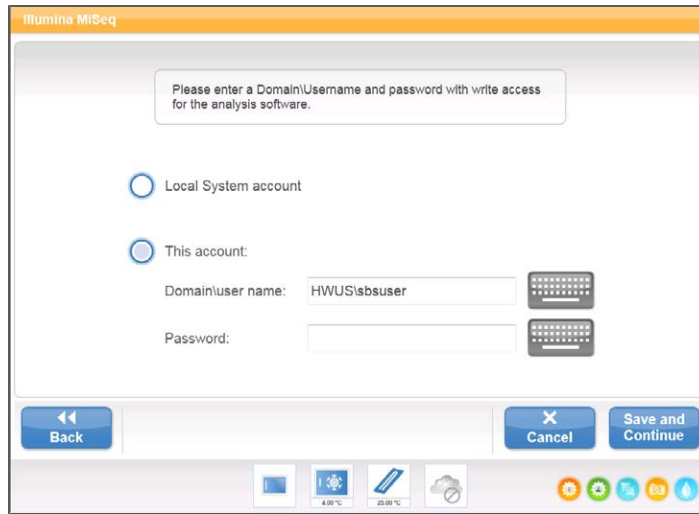 Illumina MiSeq
Please enter a Domain\Username and password with write access
for the analysis software.
Local System account
This account:
Domain\user name: HWUS\sbsuser
Password:
Back
Cancel
Save and
Continue
4.00 °C
25.00 °C